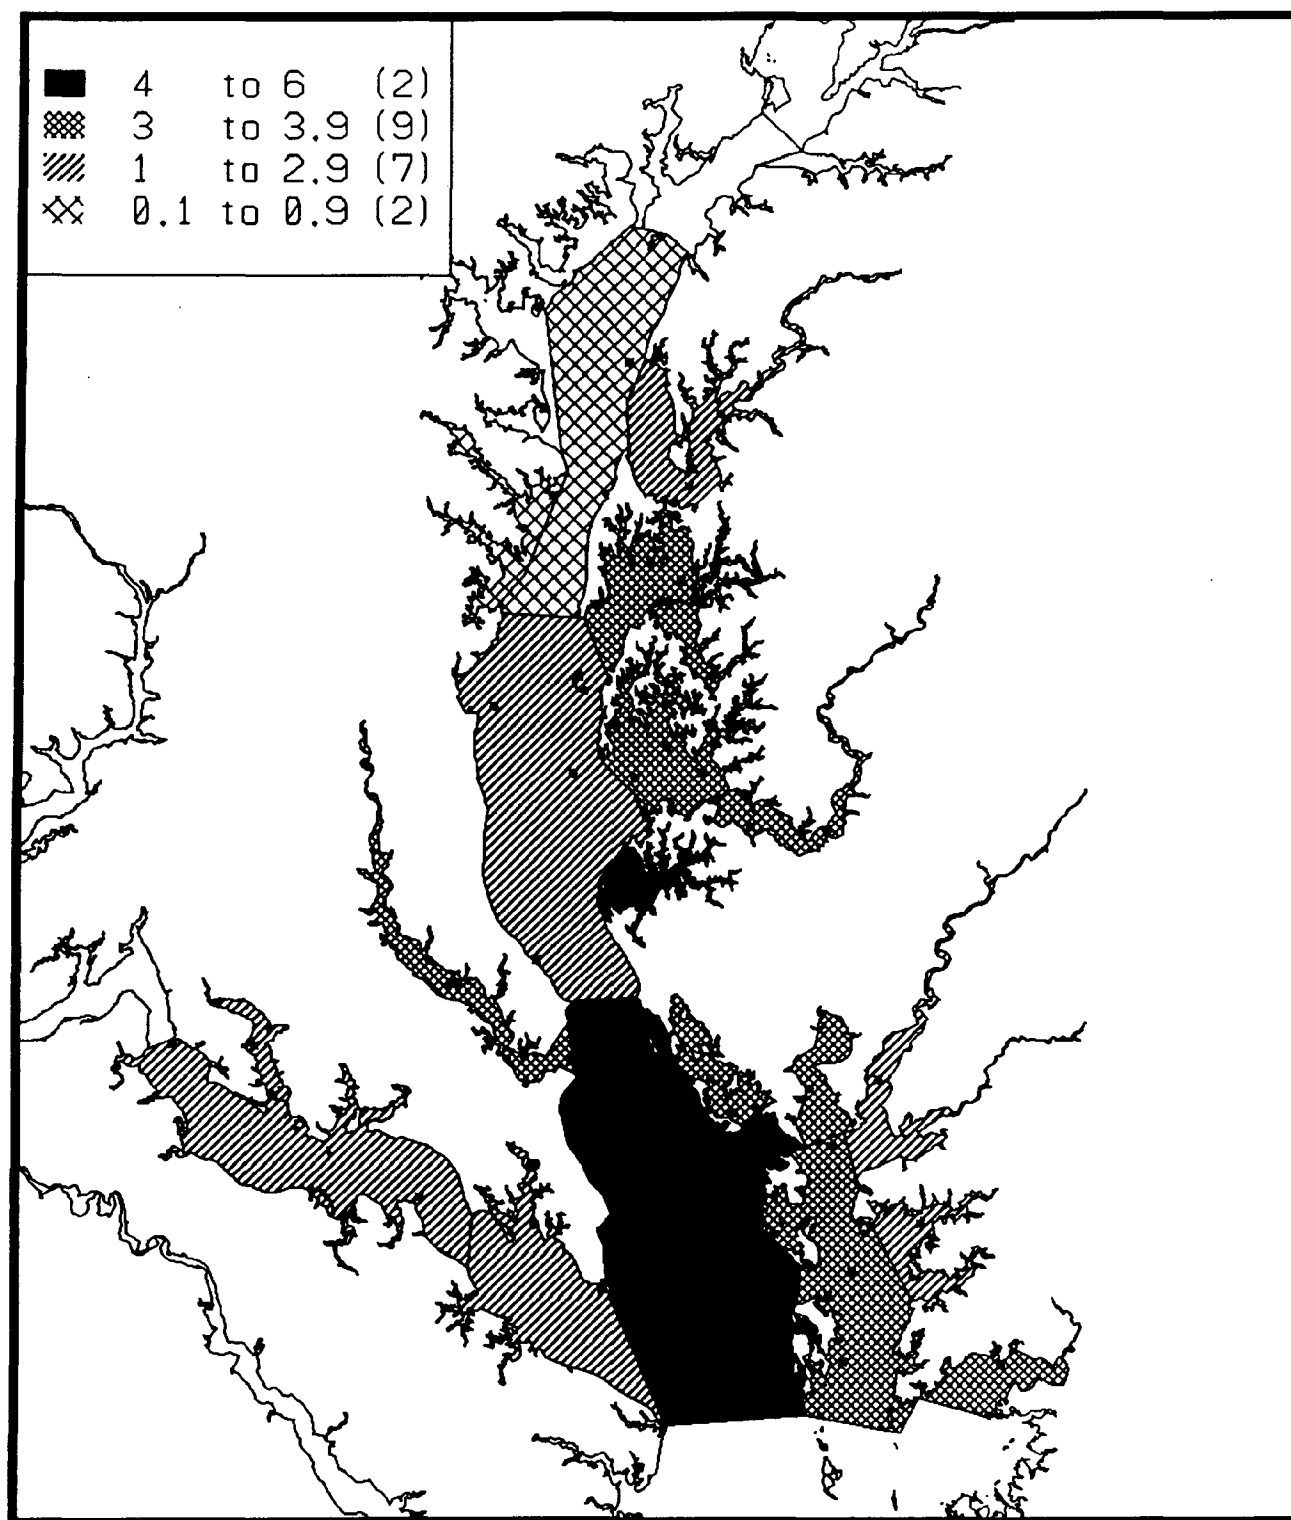 4 to 6 (2)
3 to 3.9 (9)
1 to 2.9 (7)
0.1 to 0.9 (2)